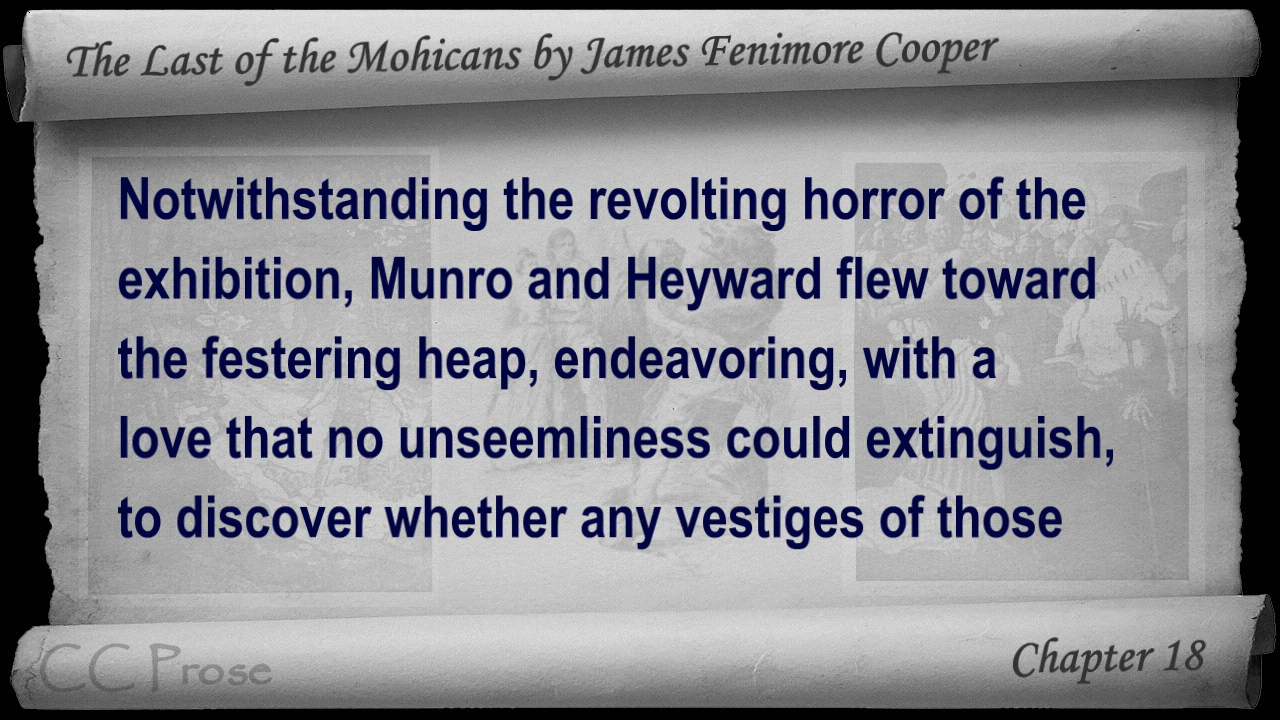 The Last of the Mohicans by James Fenimore Cooper
Notwithstanding the revolting horror of the
exhibition, Munro and Heyward flew toward
the festering heap, endeavoring, with a
love that no unseemliness could extinguish,
to discover whether any vestiges of those
CC Prose
Chapter 18